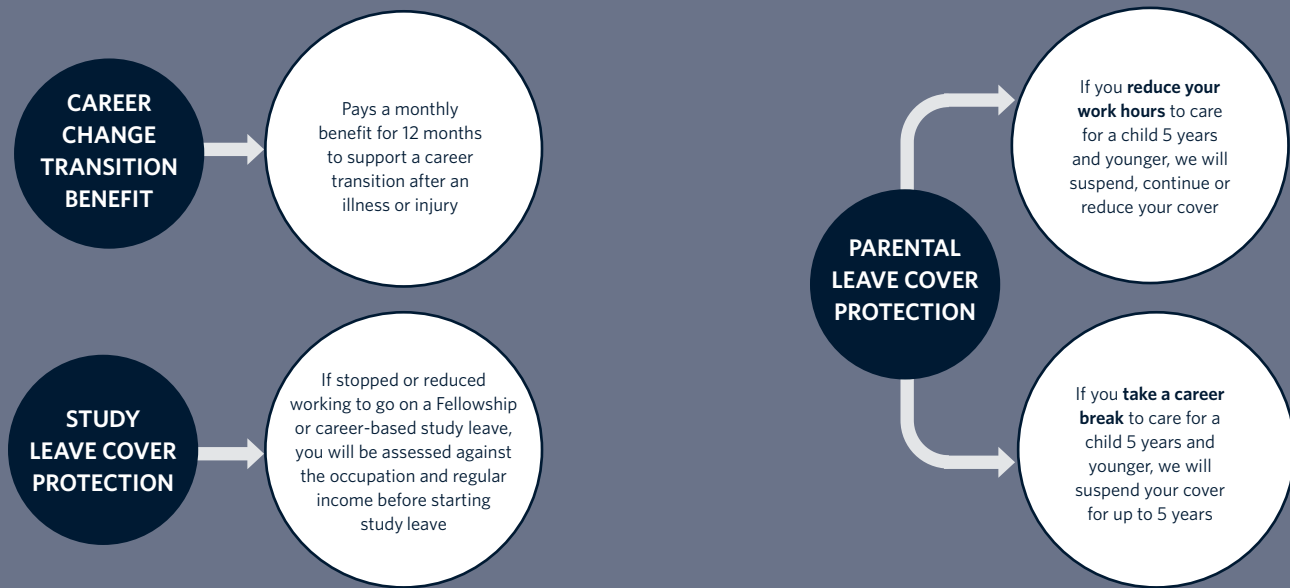 CAREER
CHANGE
TRANSITION
BENEFIT
Pays a monthly
benefit for 12 months
to support a career
transition after an
illness or injury
STUDY
LEAVE COVER
PROTECTION
If stopped or reduced
working to go on a Fellowship
or career-based study leave,
you will be assessed against
the occupation and regular
income before starting
study leave
PARENTAL
LEAVE COVER
PROTECTION
If you reduce your
work hours to care
for a child 5 years
and younger, we will
suspend, continue or
reduce your cover
If you take a career
break to care for a
child 5 years and
younger, we will
suspend your cover
for up to 5 years